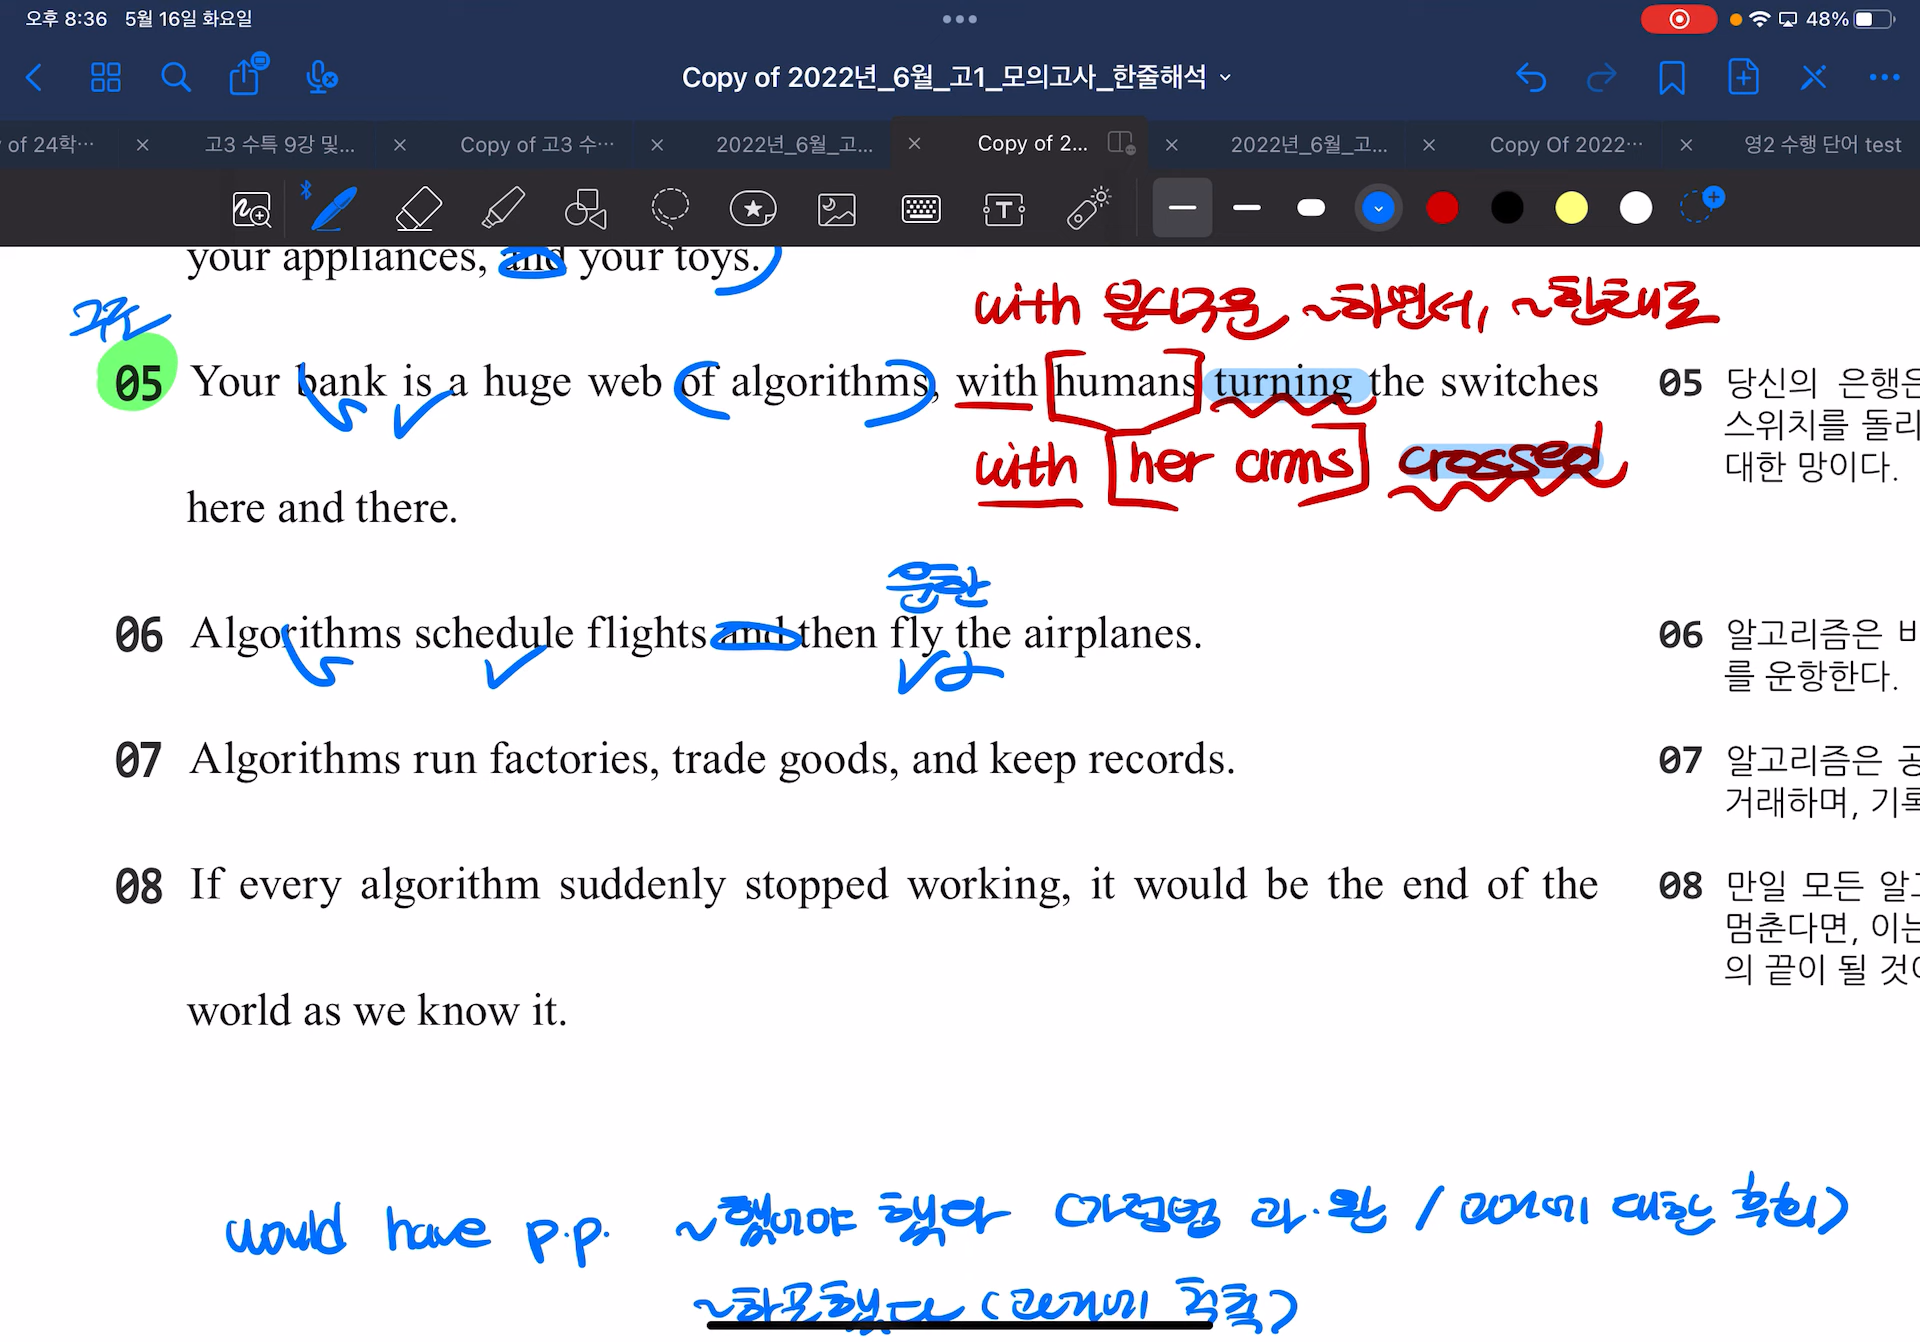 오후 8:36 5월 16일 화요일 48%
Copy of 2022년_6월_고1_모의고사_한줄해석
of 24학… 고3 수특 9강 및… Copy of 고3 수… 2022년_6월_고… Copy of 2… 2022년_6월_고… Copy Of 2022… 영2 수행 단어 test
your appliances, and your toys.
with 분사구문 ~하면서, ~한채로
05 Your bank is a huge web of algorithms, with humans turning the switches
with her arms crossed
here and there.
05 당신의 은행은
스위치를 돌리
대한 망이다.
06 Algorithms schedule flights and then fly the airplanes.
06 알고리즘은 비
를 운항한다.
07 Algorithms run factories, trade goods, and keep records.
07 알고리즘은 공
거래하며, 기록
08 If every algorithm suddenly stopped working, it would be the end of the
world as we know it.
08 만일 모든 알고
멈춘다면, 이는
의 끝이 될 것이
would have p.p. ~했어야 했다 (가정법 과.완 / 과거에 대한 후회)
~하곤했다 (과거에 추측)